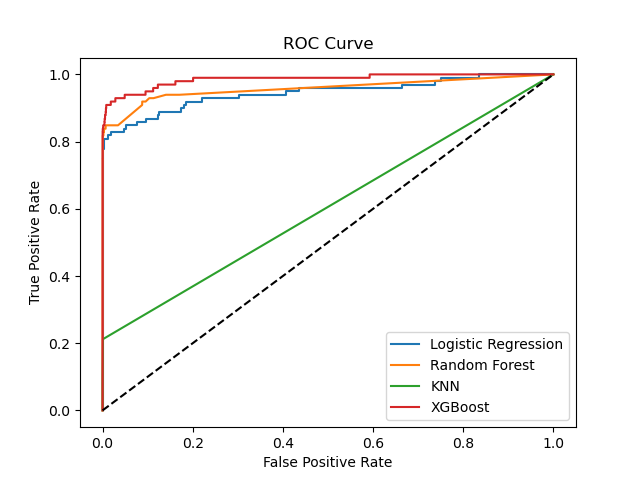 ROC Curve
True Positive Rate
1.0
0.8
0.6
0.4
0.2
0.0
Logistic Regression
Random Forest
KNN
XGBoost
0.0 0.2 0.4 0.6 0.8 1.0
False Positive Rate